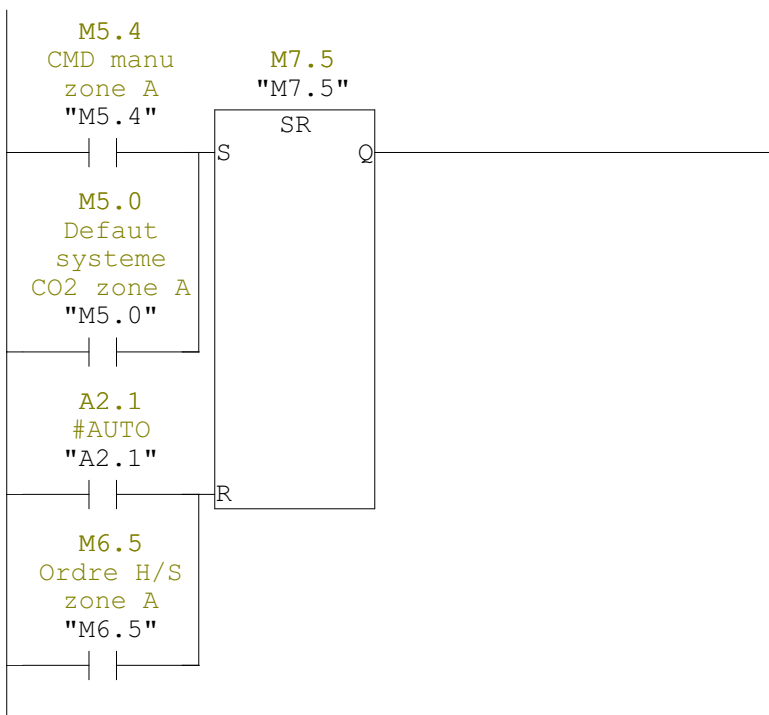 M5.4
CMD manu
zone A
"M5.4"
M7.5
"M7.5"
SR
S
Q
M5.0
Defaut
systeme
CO2 zone A
"M5.0"
A2.1
#AUTO
"A2.1"
R
M6.5
Ordre H/S
zone A
"M6.5"